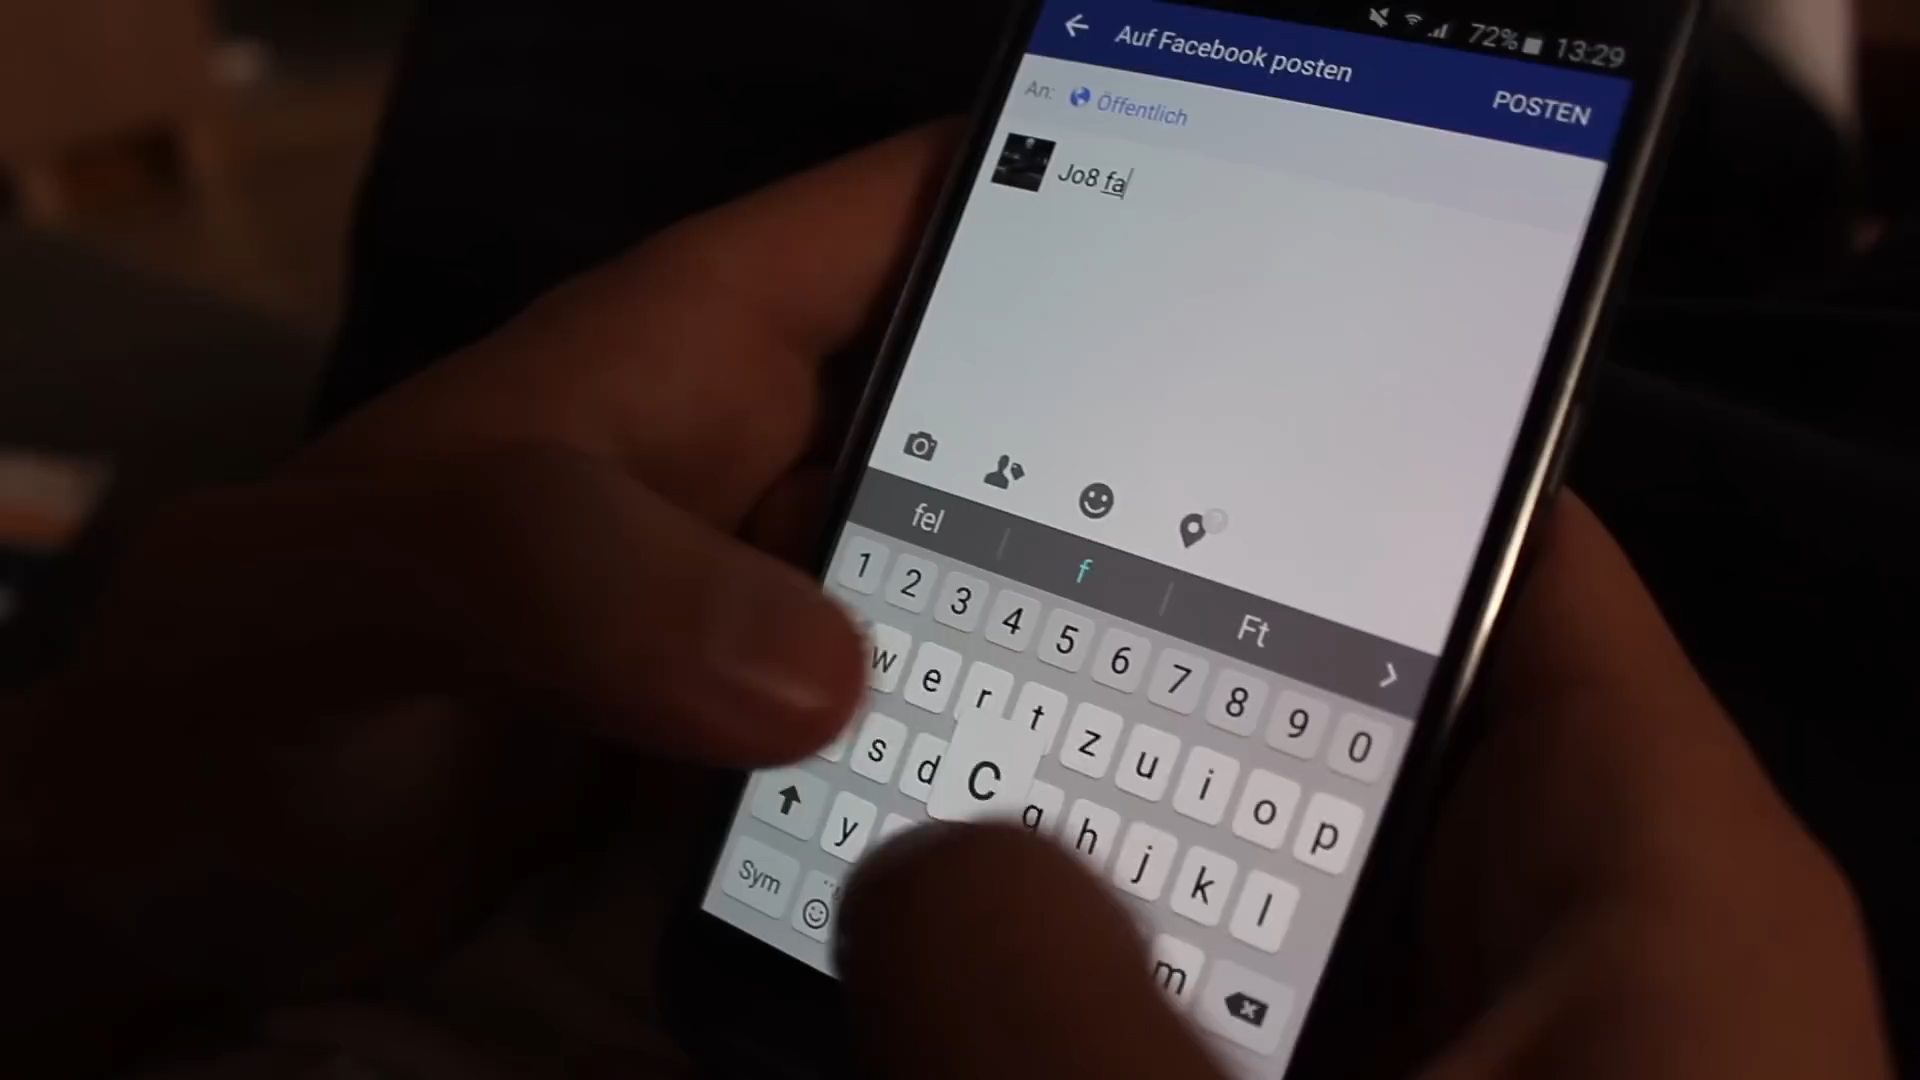 72% 13:29
Auf Facebook posten
POSTEN
An: Öffentlich
Jo8 fa
fel f Ft
1 2 3 4 5 6 7 8 9 0
w e r t z u i o p
s d C g h j k l
y m
Sym